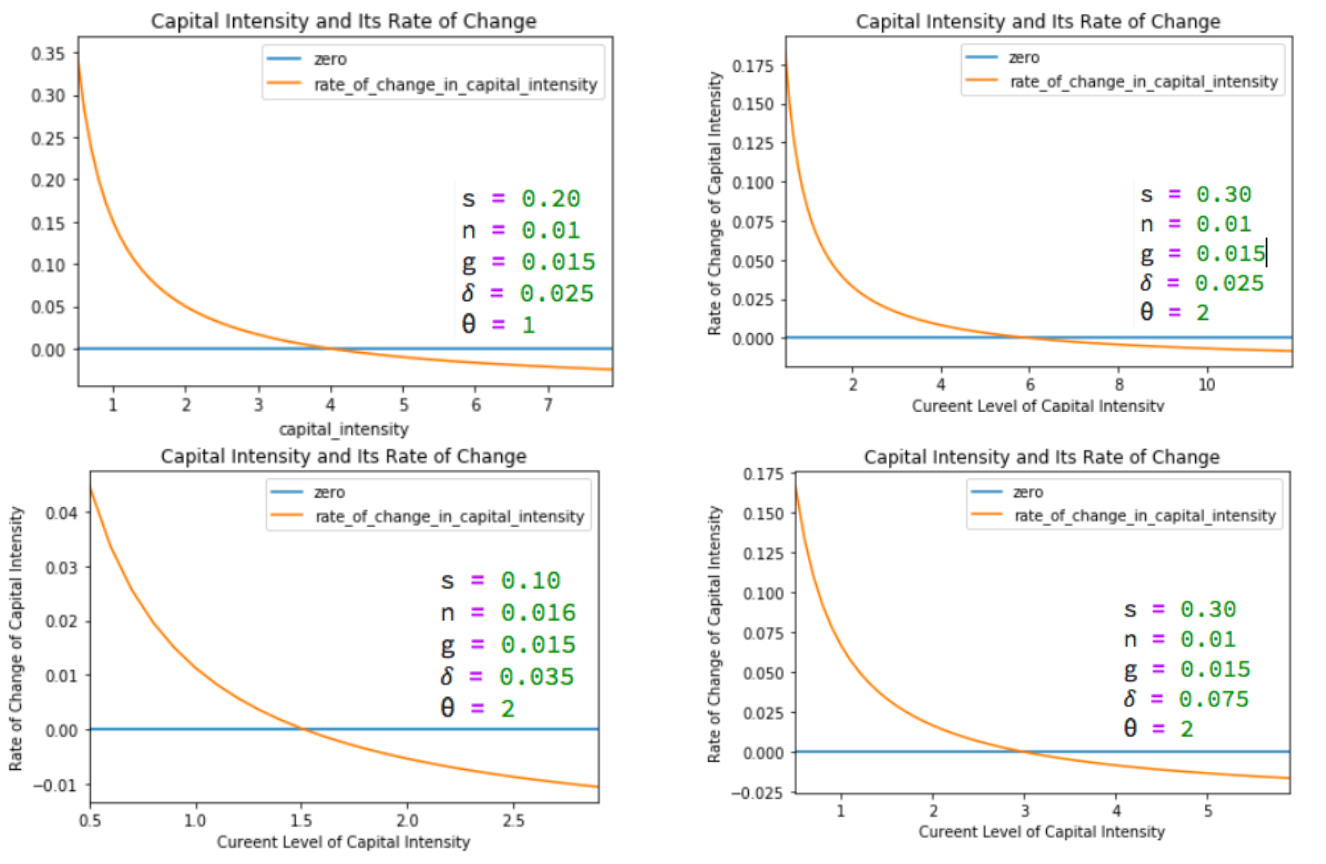 Capital Intensity and Its Rate of Change
0.35
0.30
0.25
0.20
0.15
0.10
0.05
0.00
zero
rate_of_change_in_capital_intensity
s = 0.20
n = 0.01
g = 0.015
δ = 0.025
θ = 1
1 2 3 4 5 6 7
capital_intensity
Capital Intensity and Its Rate of Change
Rate of Change of Capital Intensity
0.175
0.150
0.125
0.100
0.075
0.050
0.025
0.000
zero
rate_of_change_in_capital_intensity
s = 0.30
n = 0.01
g = 0.015
δ = 0.025
θ = 2
2 4 6 8 10
Cureent Level of Capital Intensity
Capital Intensity and Its Rate of Change
Rate of Change of Capital Intensity
0.04
0.03
0.02
0.01
0.00
−0.01
zero
rate_of_change_in_capital_intensity
s = 0.10
n = 0.016
g = 0.015
δ = 0.035
θ = 2
0.5 1.0 1.5 2.0 2.5
Cureent Level of Capital Intensity
Capital Intensity and Its Rate of Change
Rate of Change of Capital Intensity
0.175
0.150
0.125
0.100
0.075
0.050
0.025
0.000
−0.025
zero
rate_of_change_in_capital_intensity
s = 0.30
n = 0.01
g = 0.015
δ = 0.075
θ = 2
1 2 3 4 5
Cureent Level of Capital Intensity